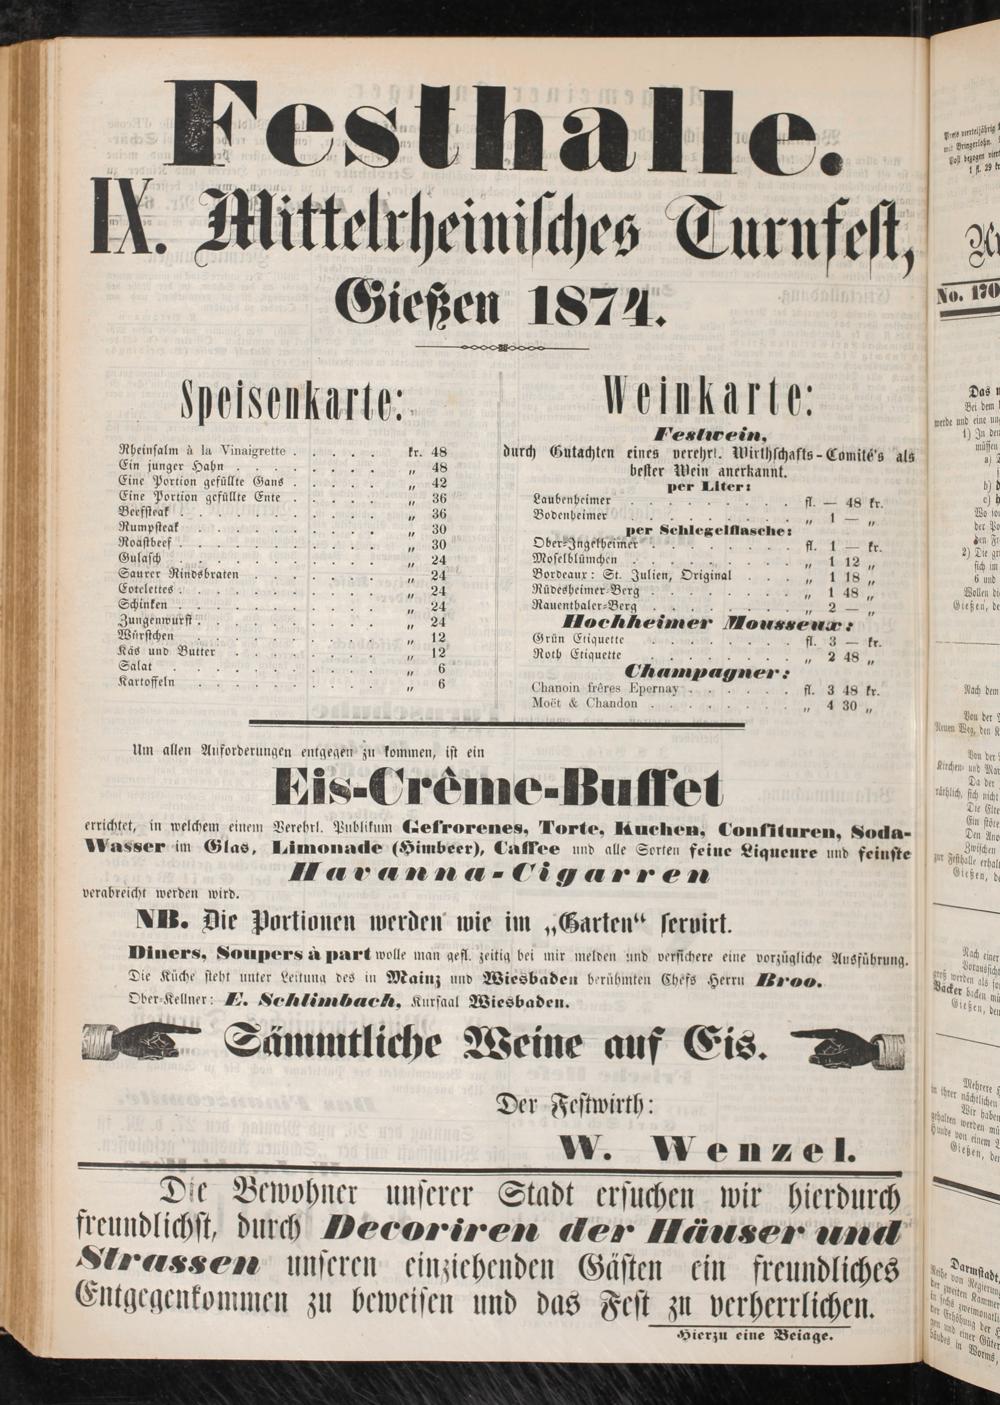 Festhalle.
IX. Mittelrheinisches Turnfest,
Gießen 1874.
Speisenkarte:
Rheinsalm à la Vinaigrette . . . . . kr. 48
Ein junger Hahn . . . . . . „ 48
Eine Portion gefüllte Gans . . . . . „ 42
Eine Portion gefüllte Ente . . . . . „ 36
Beefsteak . . . . . . . „ 36
Rumpsteak . . . . . . . „ 30
Roastbeef . . . . . . . „ 30
Gulasch . . . . . . . „ 24
Saurer Rindsbraten . . . . . . „ 24
Cotelettes . . . . . . . „ 24
Schinken . . . . . . . „ 24
Zungenwurst . . . . . . . „ 24
Würstchen . . . . . . . „ 12
Käs und Butter . . . . . . „ 12
Salat . . . . . . . „ 6
Kartoffeln . . . . . . . „ 6
Weinkarte:
Festwein,
durch Gutachten eines verehrl. Wirthschafts-Comité's als
bester Wein anerkannt.
per Liter:
Laubenheimer . . . . . . fl. — 48 kr.
Bodenheimer . . . . . . „ 1 — „
per Schlegelflasche:
Ober-Ingelheimer . . . . . . fl. 1 — kr.
Moselblümchen . . . . . . „ 1 12 „
Bordeaux: St. Julien, Original . . . „ 1 18 „
Rüdesheimer-Berg . . . . . . „ 1 48 „
Rauenthaler-Berg . . . . . . „ 2 — „
Hochheimer Mousseux:
Grün Etiquette . . . . . . fl. 3 — kr.
Roth Etiquette . . . . . . „ 2 48 „
Champagner:
Chanoin frêres Epernay . . . . . fl. 3 48 kr.
Moët & Chandon . . . . . . „ 4 30 „
Um allen Anforderungen entgegen zu kommen, ist ein
Eis-Crême-Buffet
errichtet, in welchem einem Verehrl. Publikum Gefrorenes, Torte, Kuchen, Confituren, Soda-
Wasser im Glas, Limonade (Himbeer), Caffee und alle Sorten feine Liqueure und feinste
Havanna-Cigarren
verabreicht werden wird.
NB. Die Portionen werden wie im „Garten“ servirt.
Diners, Soupers à part wolle man gefl. zeitig bei mir melden und versichere eine vorzügliche Ausführung.
Die Küche steht unter Leitung des in Mainz und Wiesbaden berühmten Chefs Herrn Broo.
Ober-Kellner: E. Schlimbach, Kursaal Wiesbaden.
Sämmtliche Weine auf Eis.
Der Festwirth:
W. Wenzel.
Die Bewohner unserer Stadt ersuchen wir hierdurch
freundlichst, durch Decoriren der Häuser und
Strassen unseren einziehenden Gästen ein freundliches
Entgegenkommen zu beweisen und das Fest zu verherrlichen.
Hierzu eine Beiage.
No. 170